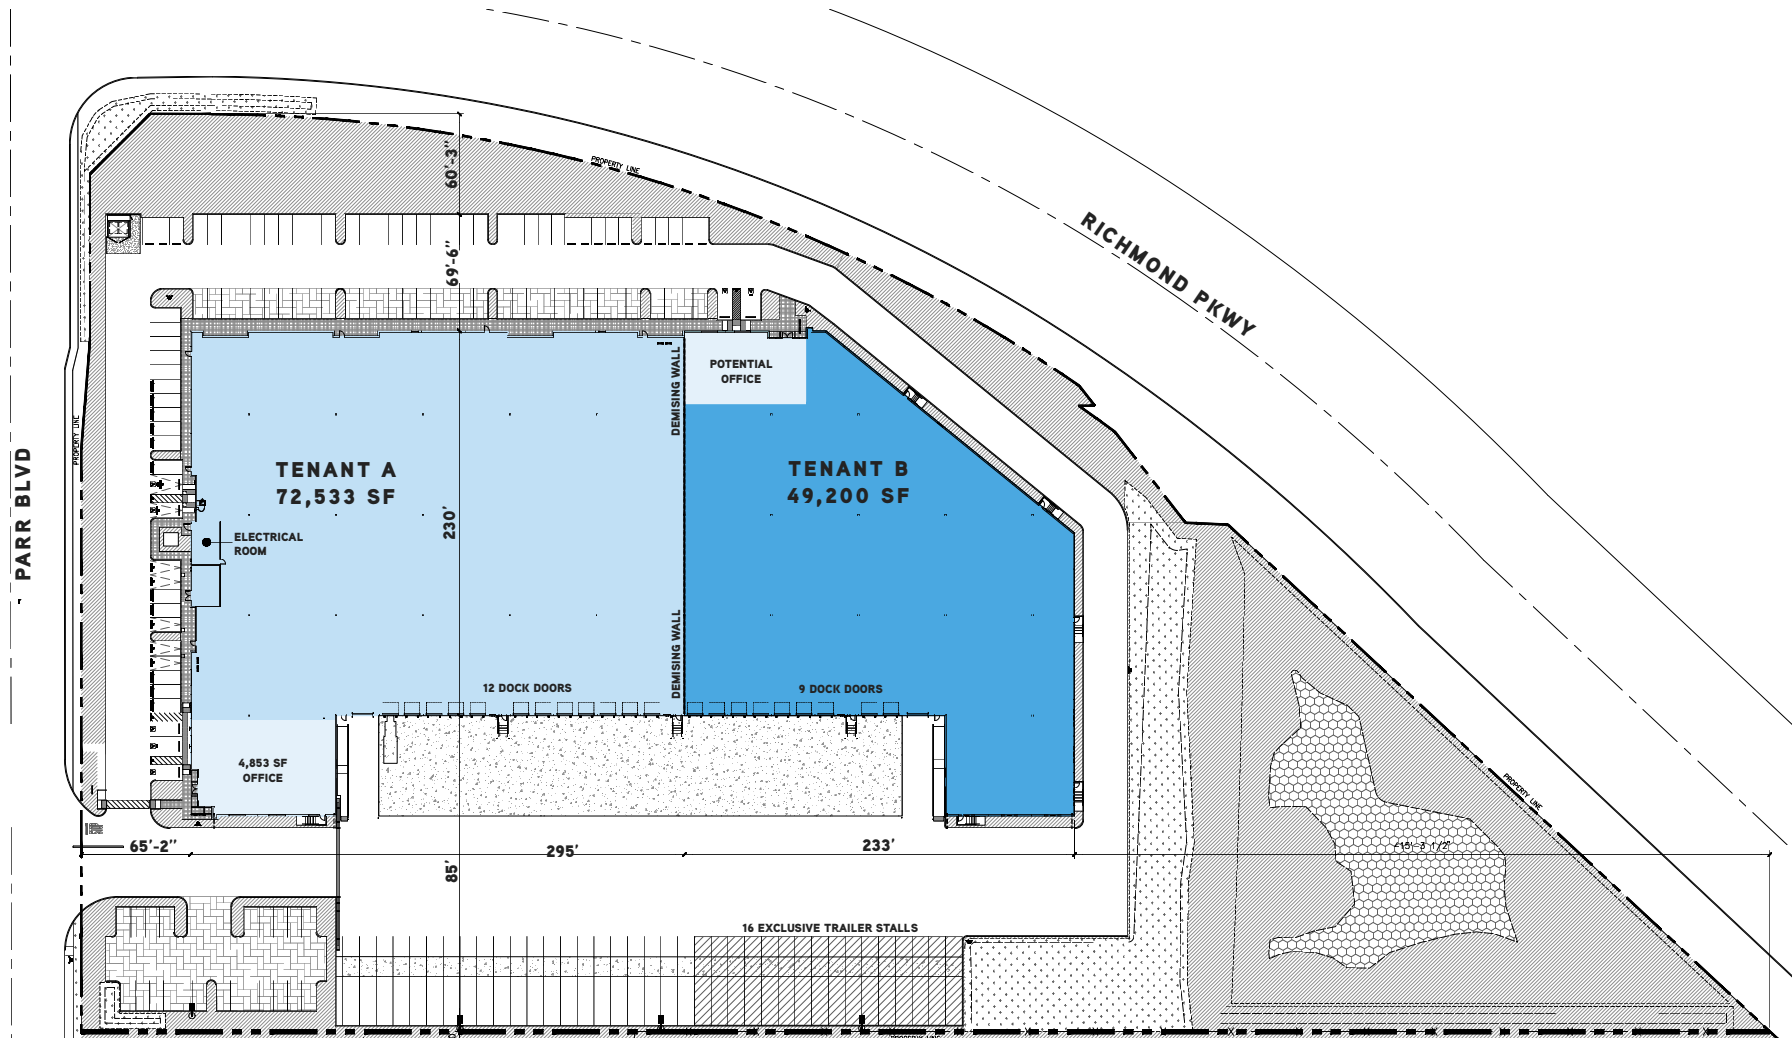 60'-3"
PROPERTY LINE
RICHMOND PKWY
69'-6"
POTENTIAL
OFFICE
DEMISING WALL
PROPERTY LINE
PARR BLVD
TENANT A
72,533 SF
TENANT B
49,200 SF
230'
ELECTRICAL
ROOM
DEMISING WALL
12 DOCK DOORS
9 DOCK DOORS
4,853 SF
OFFICE
PROPERTY LINE
65'-2"
295'
233'
85'
16 EXCLUSIVE TRAILER STALLS
PROPERTY LINE